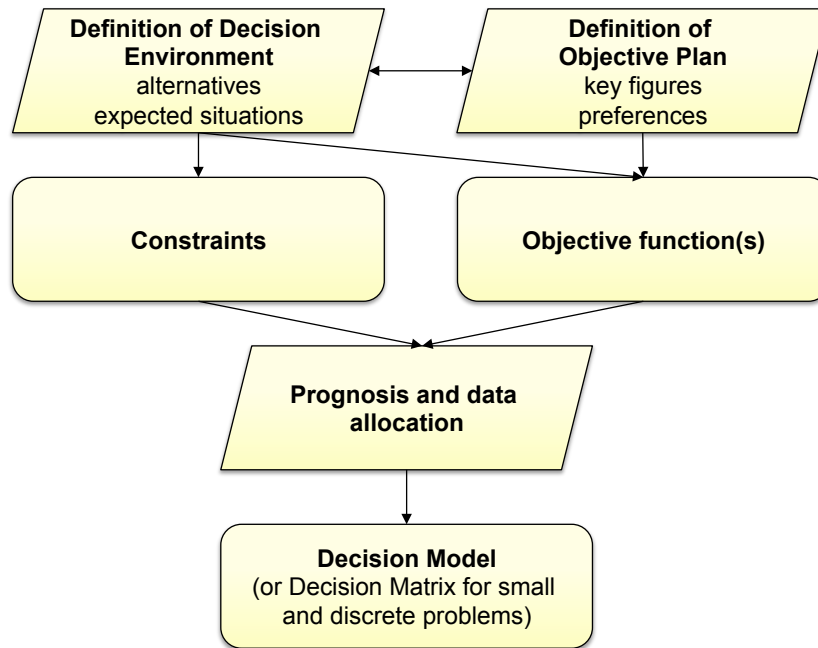 Definition of Decision
Environment
alternatives
expected situations
Definition of
Objective Plan
key figures
preferences
Constraints
Objective function(s)
Prognosis and data
allocation
Decision Model
(or Decision Matrix for small
and discrete problems)